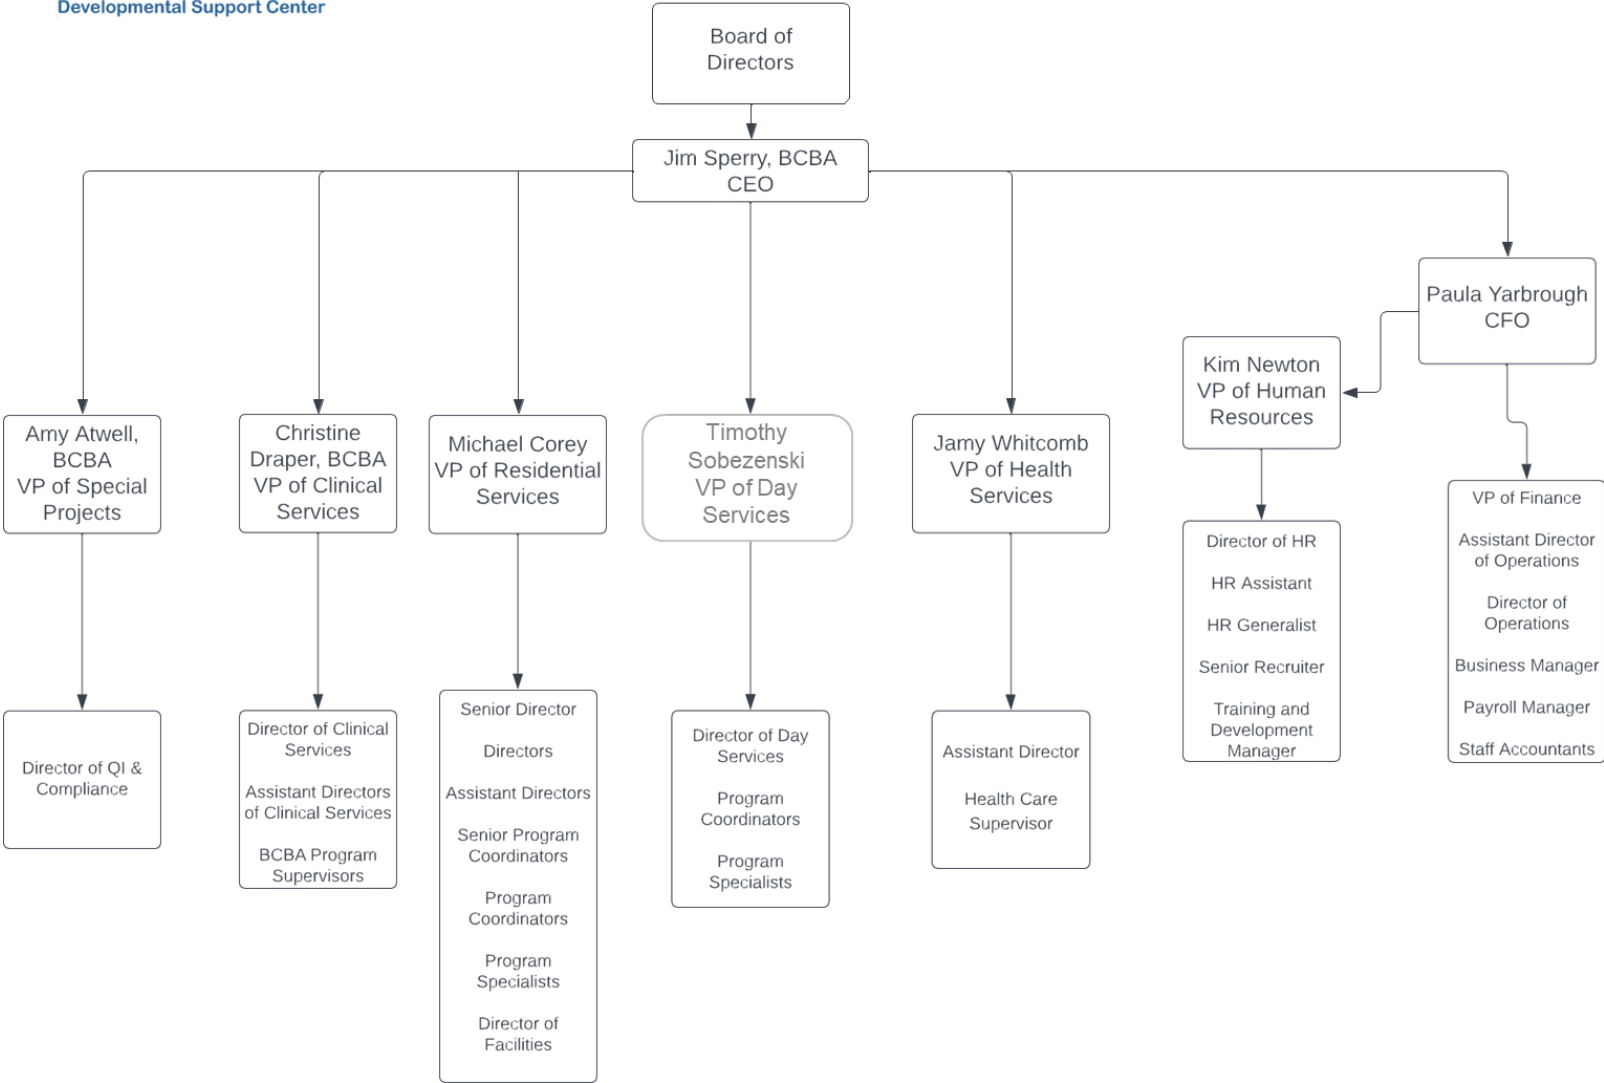 Developmental Support Center
Board of
Directors
Jim Sperry, BCBA
CEO
Paula Yarbrough
CFO
Kim Newton
VP of Human
Resources
Amy Atwell,
BCBA
VP of Special
Projects
Christine
Draper, BCBA
VP of Clinical
Services
Michael Corey
VP of Residential
Services
Timothy
Sobezenski
VP of Day
Services
Jamy Whitcomb
VP of Health
Services
Director of QI &
Compliance
Director of Clinical
Services
Assistant Directors
of Clinical Services
BCBA Program
Supervisors
Senior Director
Directors
Assistant Directors
Senior Program
Coordinators
Program
Coordinators
Program
Specialists
Director of
Facilities
Director of Day
Services
Program
Coordinators
Program
Specialists
Assistant Director
Health Care
Supervisor
Director of HR
HR Assistant
HR Generalist
Senior Recruiter
Training and
Development
Manager
VP of Finance
Assistant Director
of Operations
Director of
Operations
Business Manager
Payroll Manager
Staff Accountants